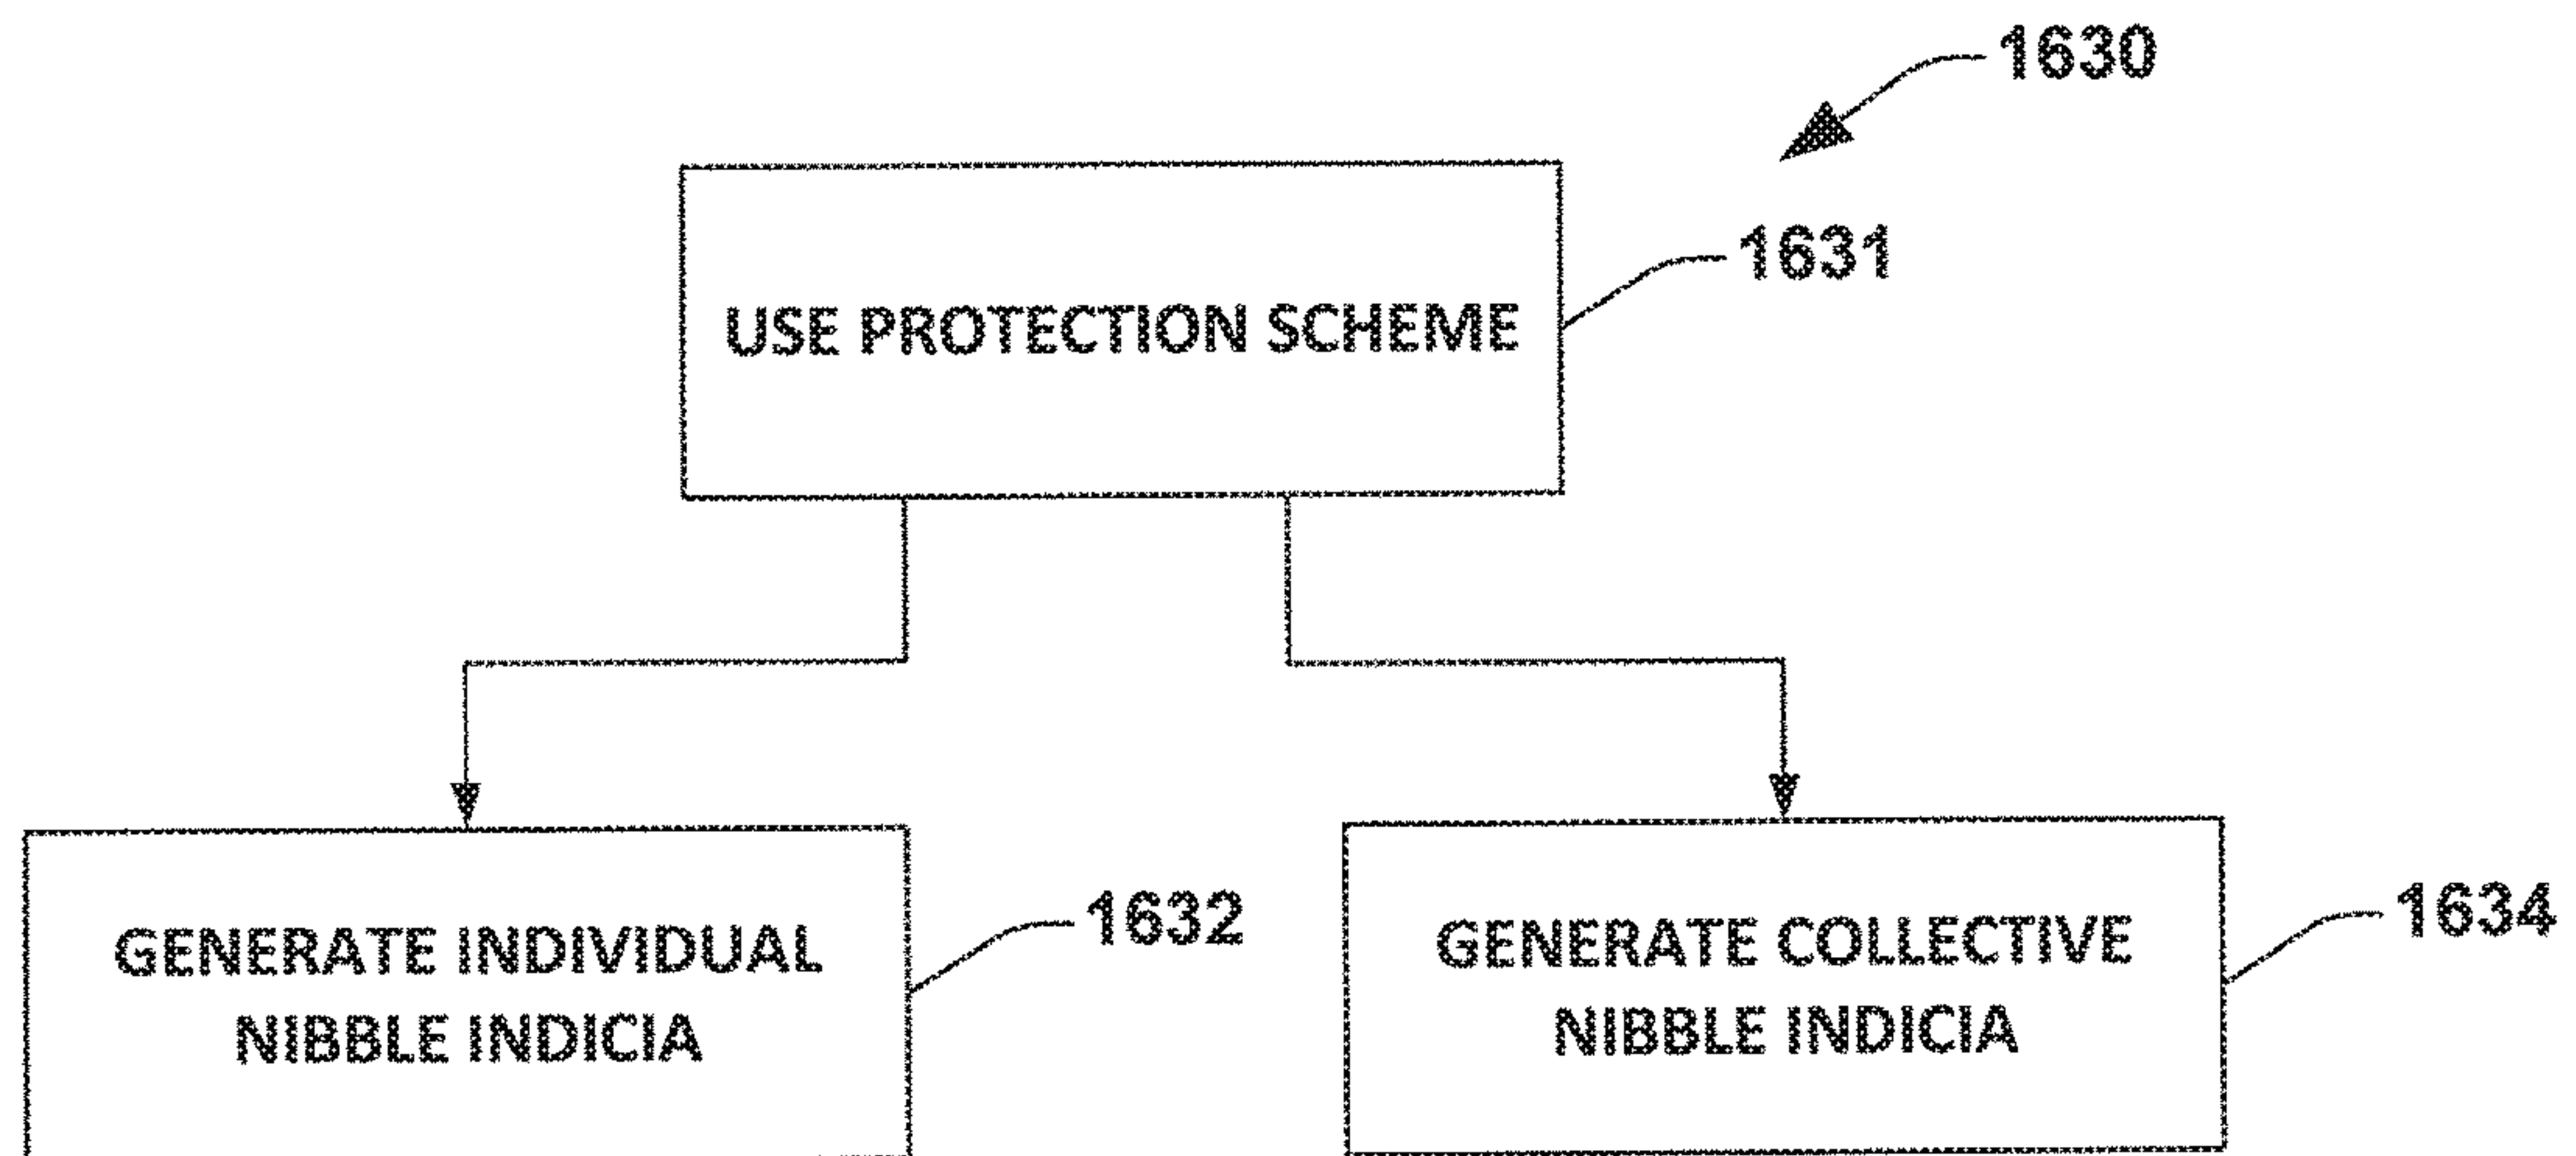 1630
1631
USE PROTECTION SCHEME
1632
1634
GENERATE INDIVIDUAL
NIBBLE INDICIA
GENERATE COLLECTIVE
NIBBLE INDICIA